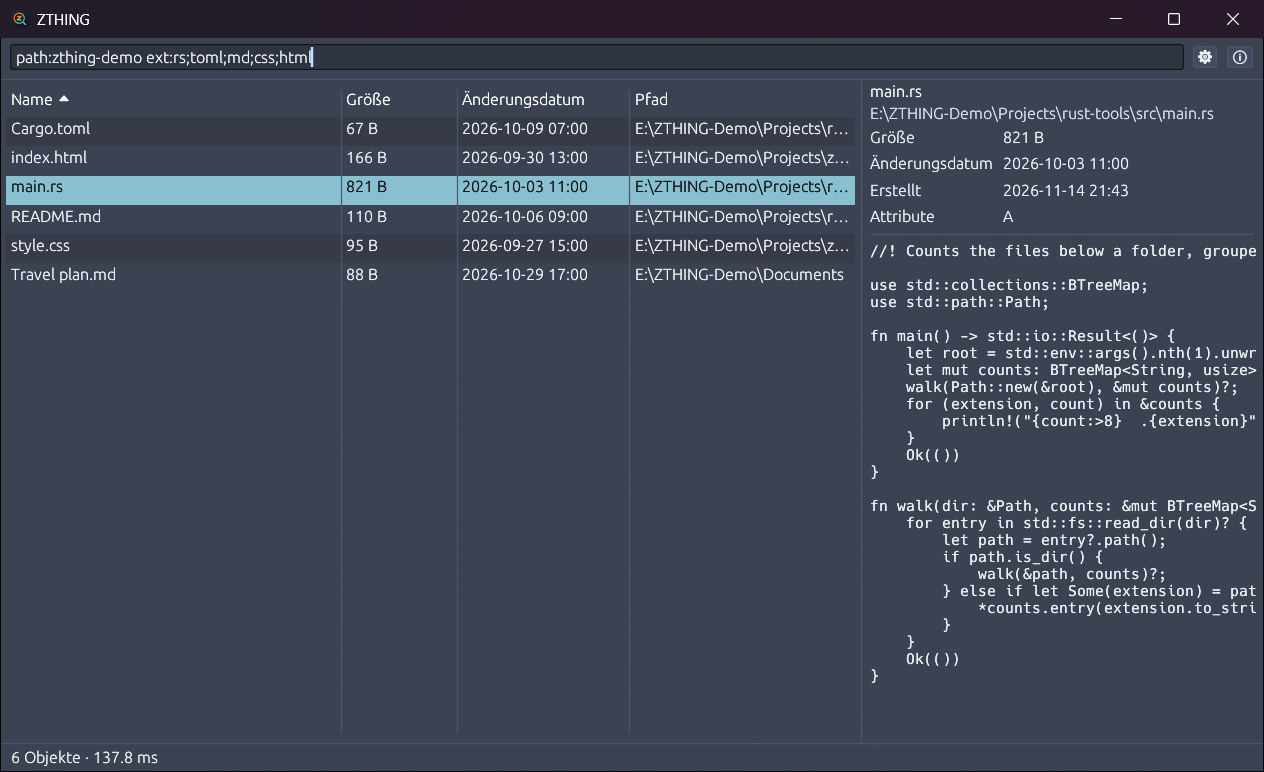 ZTHING
path:zthing-demo ext:rs;toml;md;css;html
Name Größe Änderungsdatum Pfad
Cargo.toml 67 B 2026-10-09 07:00 E:\ZTHING-Demo\Projects\r…
index.html 166 B 2026-09-30 13:00 E:\ZTHING-Demo\Projects\z…
main.rs 821 B 2026-10-03 11:00 E:\ZTHING-Demo\Projects\r…
README.md 110 B 2026-10-06 09:00 E:\ZTHING-Demo\Projects\r…
style.css 95 B 2026-09-27 15:00 E:\ZTHING-Demo\Projects\z…
Travel plan.md 88 B 2026-10-29 17:00 E:\ZTHING-Demo\Documents
main.rs
E:\ZTHING-Demo\Projects\rust-tools\src\main.rs
Größe 821 B
Änderungsdatum 2026-10-03 11:00
Erstellt 2026-11-14 21:43
Attribute A
//! Counts the files below a folder, groupe
use std::collections::BTreeMap;
use std::path::Path;
fn main() -> std::io::Result<()> {
    let root = std::env::args().nth(1).unwr
    let mut counts: BTreeMap<String, usize>
    walk(Path::new(&root), &mut counts)?;
    for (extension, count) in &counts {
        println!("{count:>8}  .{extension}"
    }
    Ok(())
}
fn walk(dir: &Path, counts: &mut BTreeMap<S
    for entry in std::fs::read_dir(dir)? {
        let path = entry?.path();
        if path.is_dir() {
            walk(&path, counts)?;
        } else if let Some(extension) = pat
            *counts.entry(extension.to_stri
        }
    }
    Ok(())
}
6 Objekte · 137.8 ms